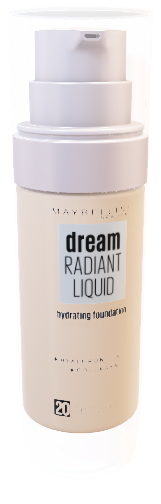 MAYBELLINE
dream
RADIANT
LIQUID
hydrating foundation
20